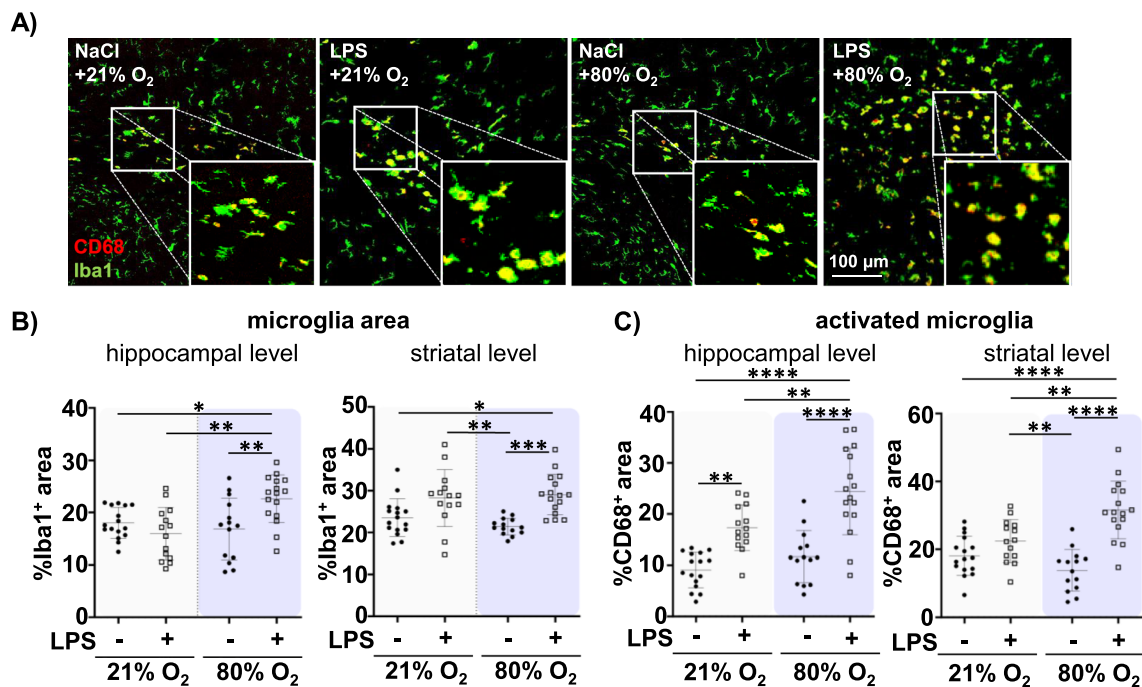 A)
NaCl
+21% O₂
LPS
+21% O₂
NaCl
+80% O₂
LPS
+80% O₂
CD68
Iba1
100 µm
B)
microglia area
hippocampal level
striatal level
%Iba1⁺ area
40
30
20
10
0
*
**
**
%Iba1⁺ area
50
40
30
20
10
0
*
**
***
LPS - + - +
21% O₂ 80% O₂
- + - +
21% O₂ 80% O₂
C)
activated microglia
hippocampal level
striatal level
%CD68⁺ area
40
30
20
10
0
****
**
****
**
%CD68⁺ area
60
40
20
0
****
**
****
**
LPS - + - +
21% O₂ 80% O₂
- + - +
21% O₂ 80% O₂